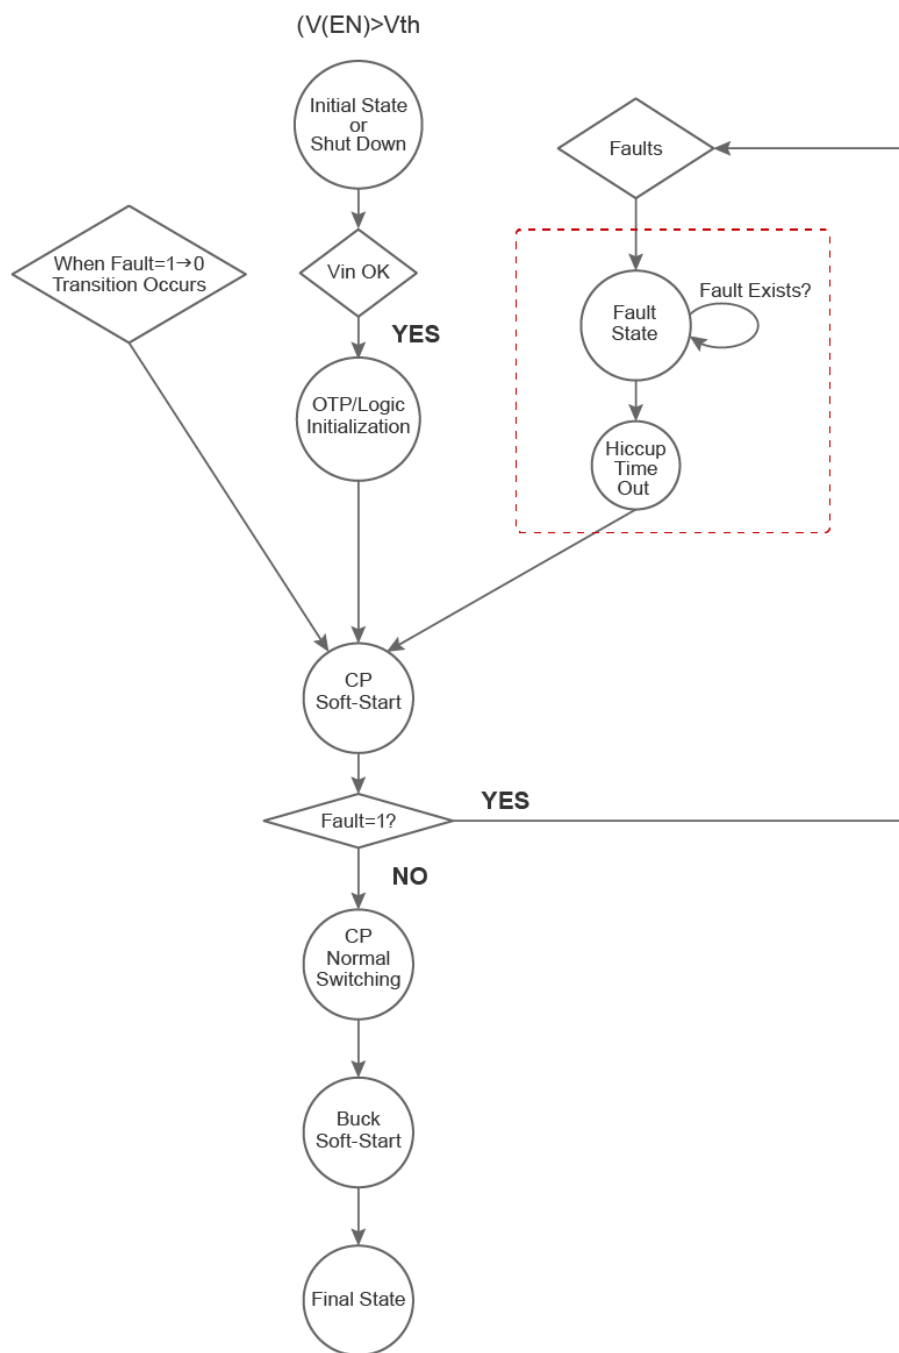 (V(EN)>Vth
Initial State
or
Shut Down
Faults
When Fault=1→0
Transition Occurs
Vin OK
YES
Fault Exists?
Fault
State
OTP/Logic
Initialization
Hiccup
Time
Out
CP
Soft-Start
Fault=1?
YES
NO
CP
Normal
Switching
Buck
Soft-Start
Final State